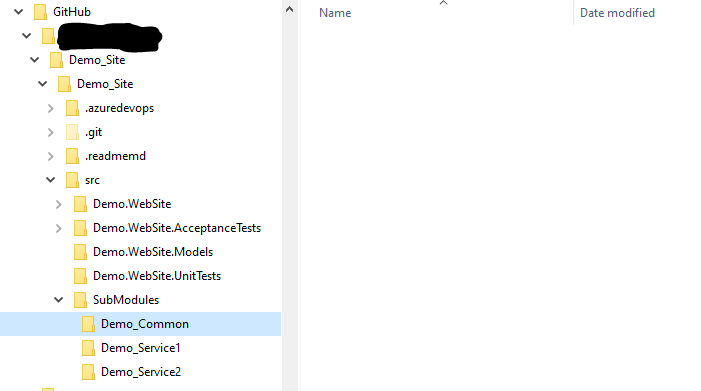 GitHub
Demo_Site
Demo_Site
.azuredevops
.git
.readmemd
src
Demo.WebSite
Demo.WebSite.AcceptanceTests
Demo.WebSite.Models
Demo.WebSite.UnitTests
SubModules
Demo_Common
Demo_Service1
Demo_Service2
Name
Date modified